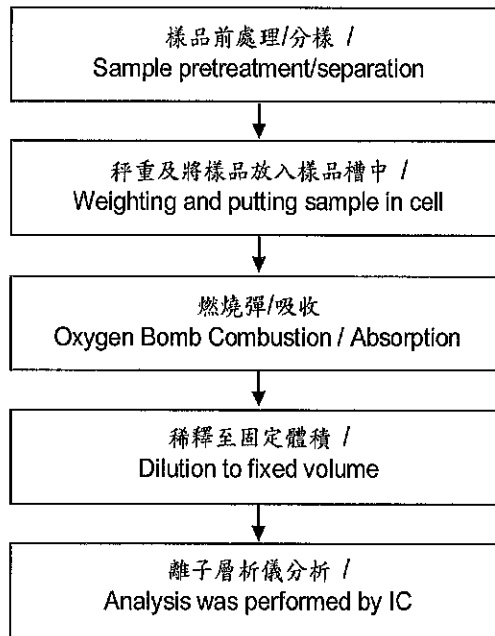 樣品前處理/分樣 /
Sample pretreatment/separation
秤重及將樣品放入樣品槽中 /
Weighting and putting sample in cell
燃燒彈/吸收
Oxygen Bomb Combustion / Absorption
稀釋至固定體積 /
Dilution to fixed volume
離子層析儀分析 /
Analysis was performed by IC